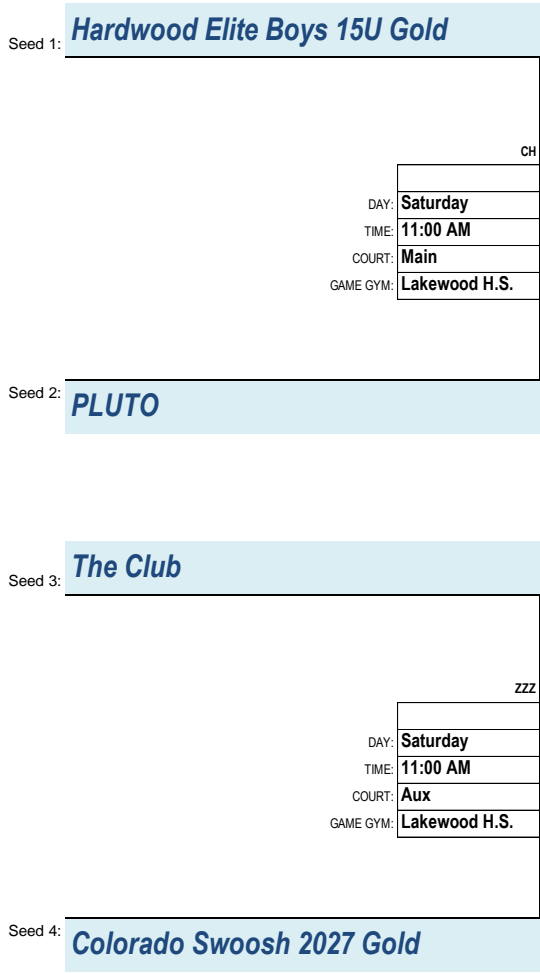 Seed 1: Hardwood Elite Boys 15U Gold
CH
DAY: Saturday
TIME: 11:00 AM
COURT: Main
GAME GYM: Lakewood H.S.
Seed 2: PLUTO
Seed 3: The Club
ZZZ
DAY: Saturday
TIME: 11:00 AM
COURT: Aux
GAME GYM: Lakewood H.S.
Seed 4: Colorado Swoosh 2027 Gold